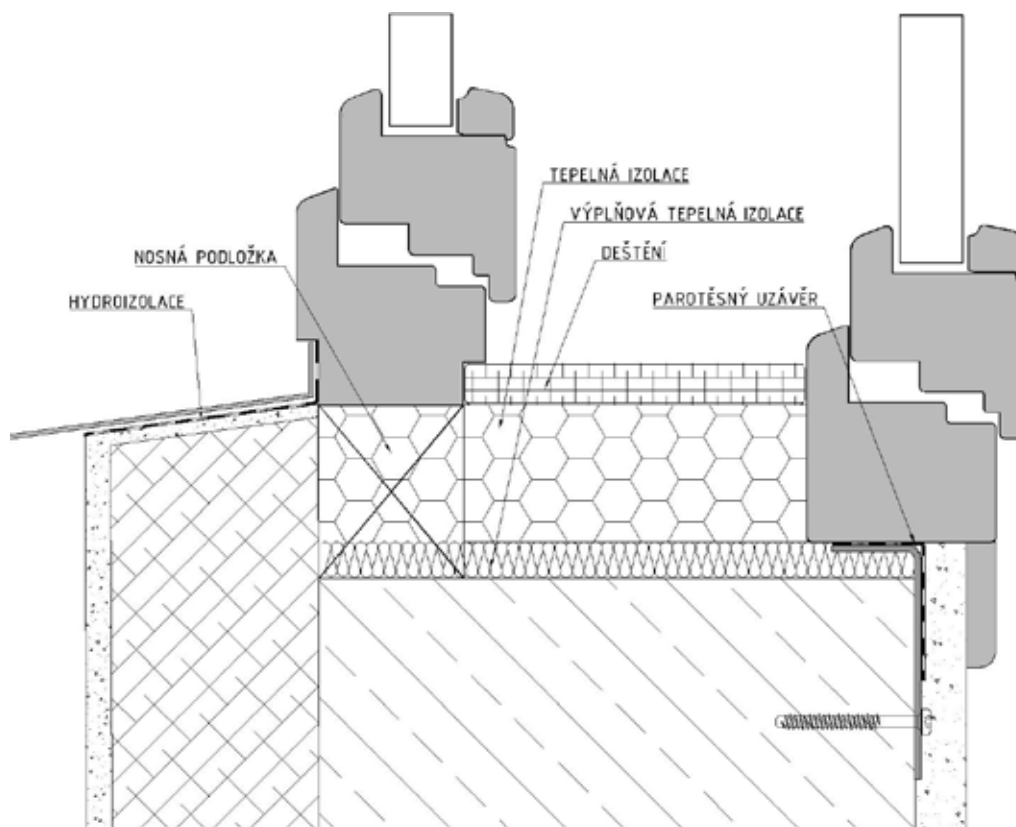 TEPELNÁ IZOLACE
VÝPLŇOVÁ TEPELNÁ IZOLACE
DEŠTĚNÍ
NOSNÁ PODLOŽKA
HYDROIZOLACE
PAROTĚSNÝ UZÁVĚR